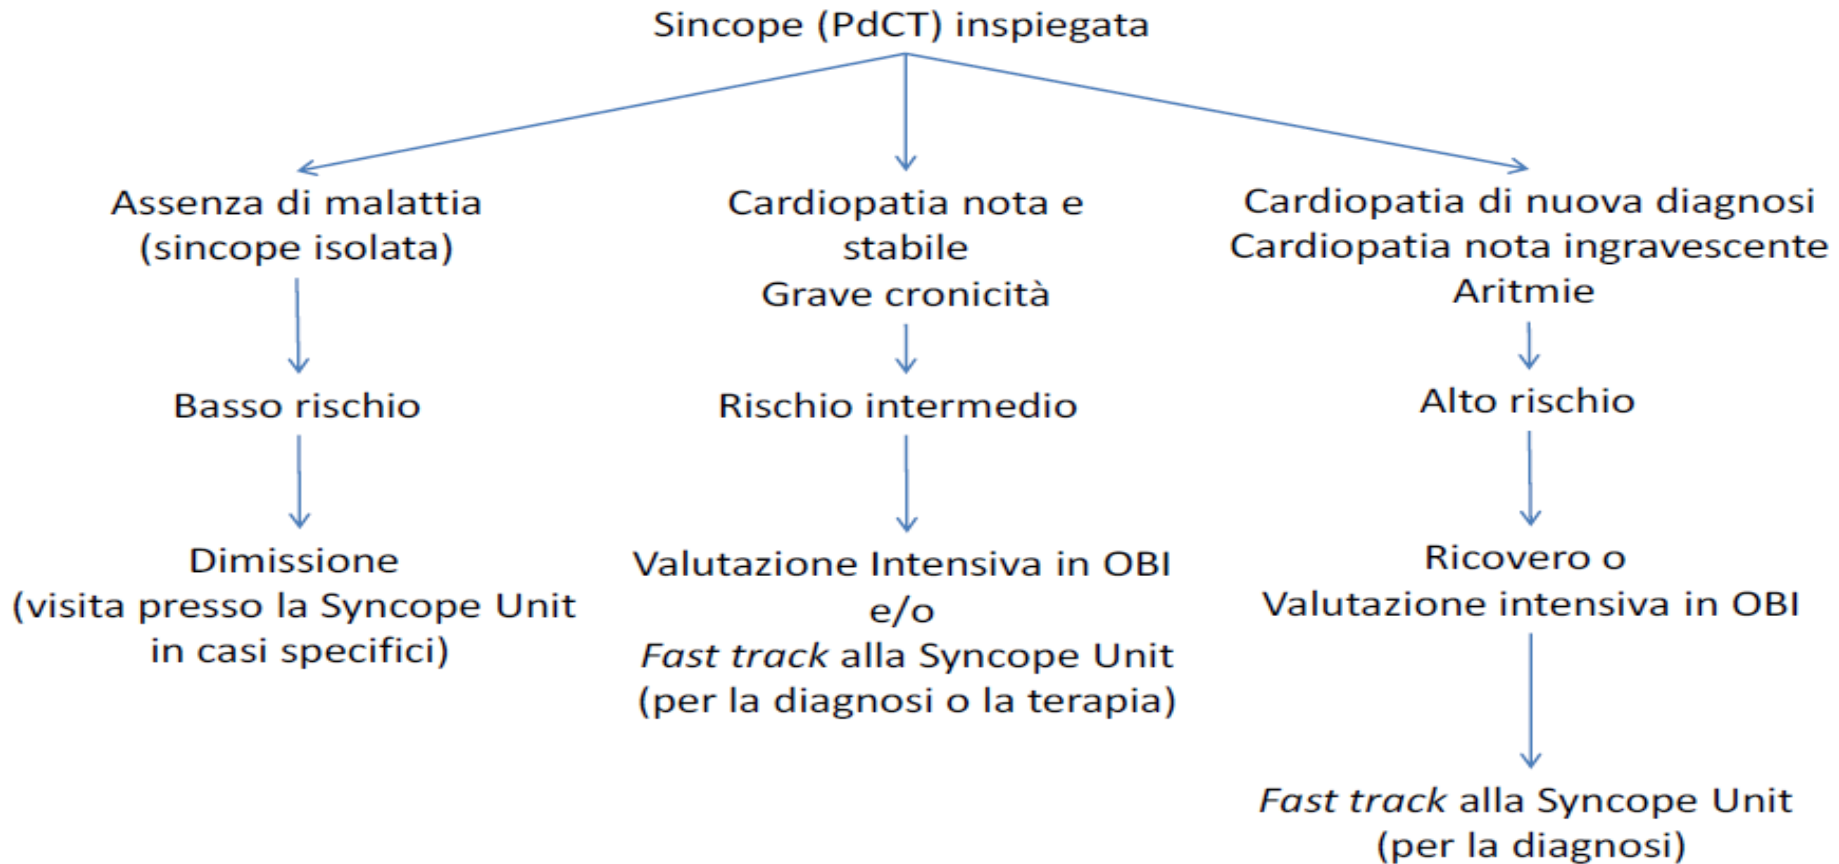 Sincope (PdCT) inspiegata
Assenza di malattia
(sincope isolata)
Basso rischio
Dimissione
(visita presso la Syncope Unit
in casi specifici)
Cardiopatia nota e
stabile
Grave cronicità
Rischio intermedio
Valutazione Intensiva in OBI
e/o
Fast track alla Syncope Unit
(per la diagnosi o la terapia)
Cardiopatia di nuova diagnosi
Cardiopatia nota ingravescente
Aritmie
Alto rischio
Ricovero o
Valutazione intensiva in OBI
Fast track alla Syncope Unit
(per la diagnosi)